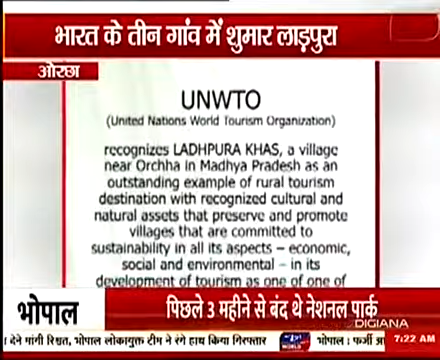 भारत के तीन गांव में शुमार लाड़पुरा
ओरछा
UNWTO
(United Nations World Tourism Organization)
recognizes LADHPURA KHAS, a village
near Orchha in Madhya Pradesh as an
outstanding example of rural tourism
destination with recognized cultural and
natural assets that preserve and promote
villages that are committed to
sustainability in all its aspects – economic,
social and environmental – in its
development of tourism as one of one of
भोपाल
पिछले 3 महीने से बंद थे नेशनल पार्क
DIGIANA
देने मांगी रिश्वत, भोपाल लोकायुक्त टीम ने रंगे हाथ किया गिरफ्तार
भोपाल : फर्जी
7:22 AM